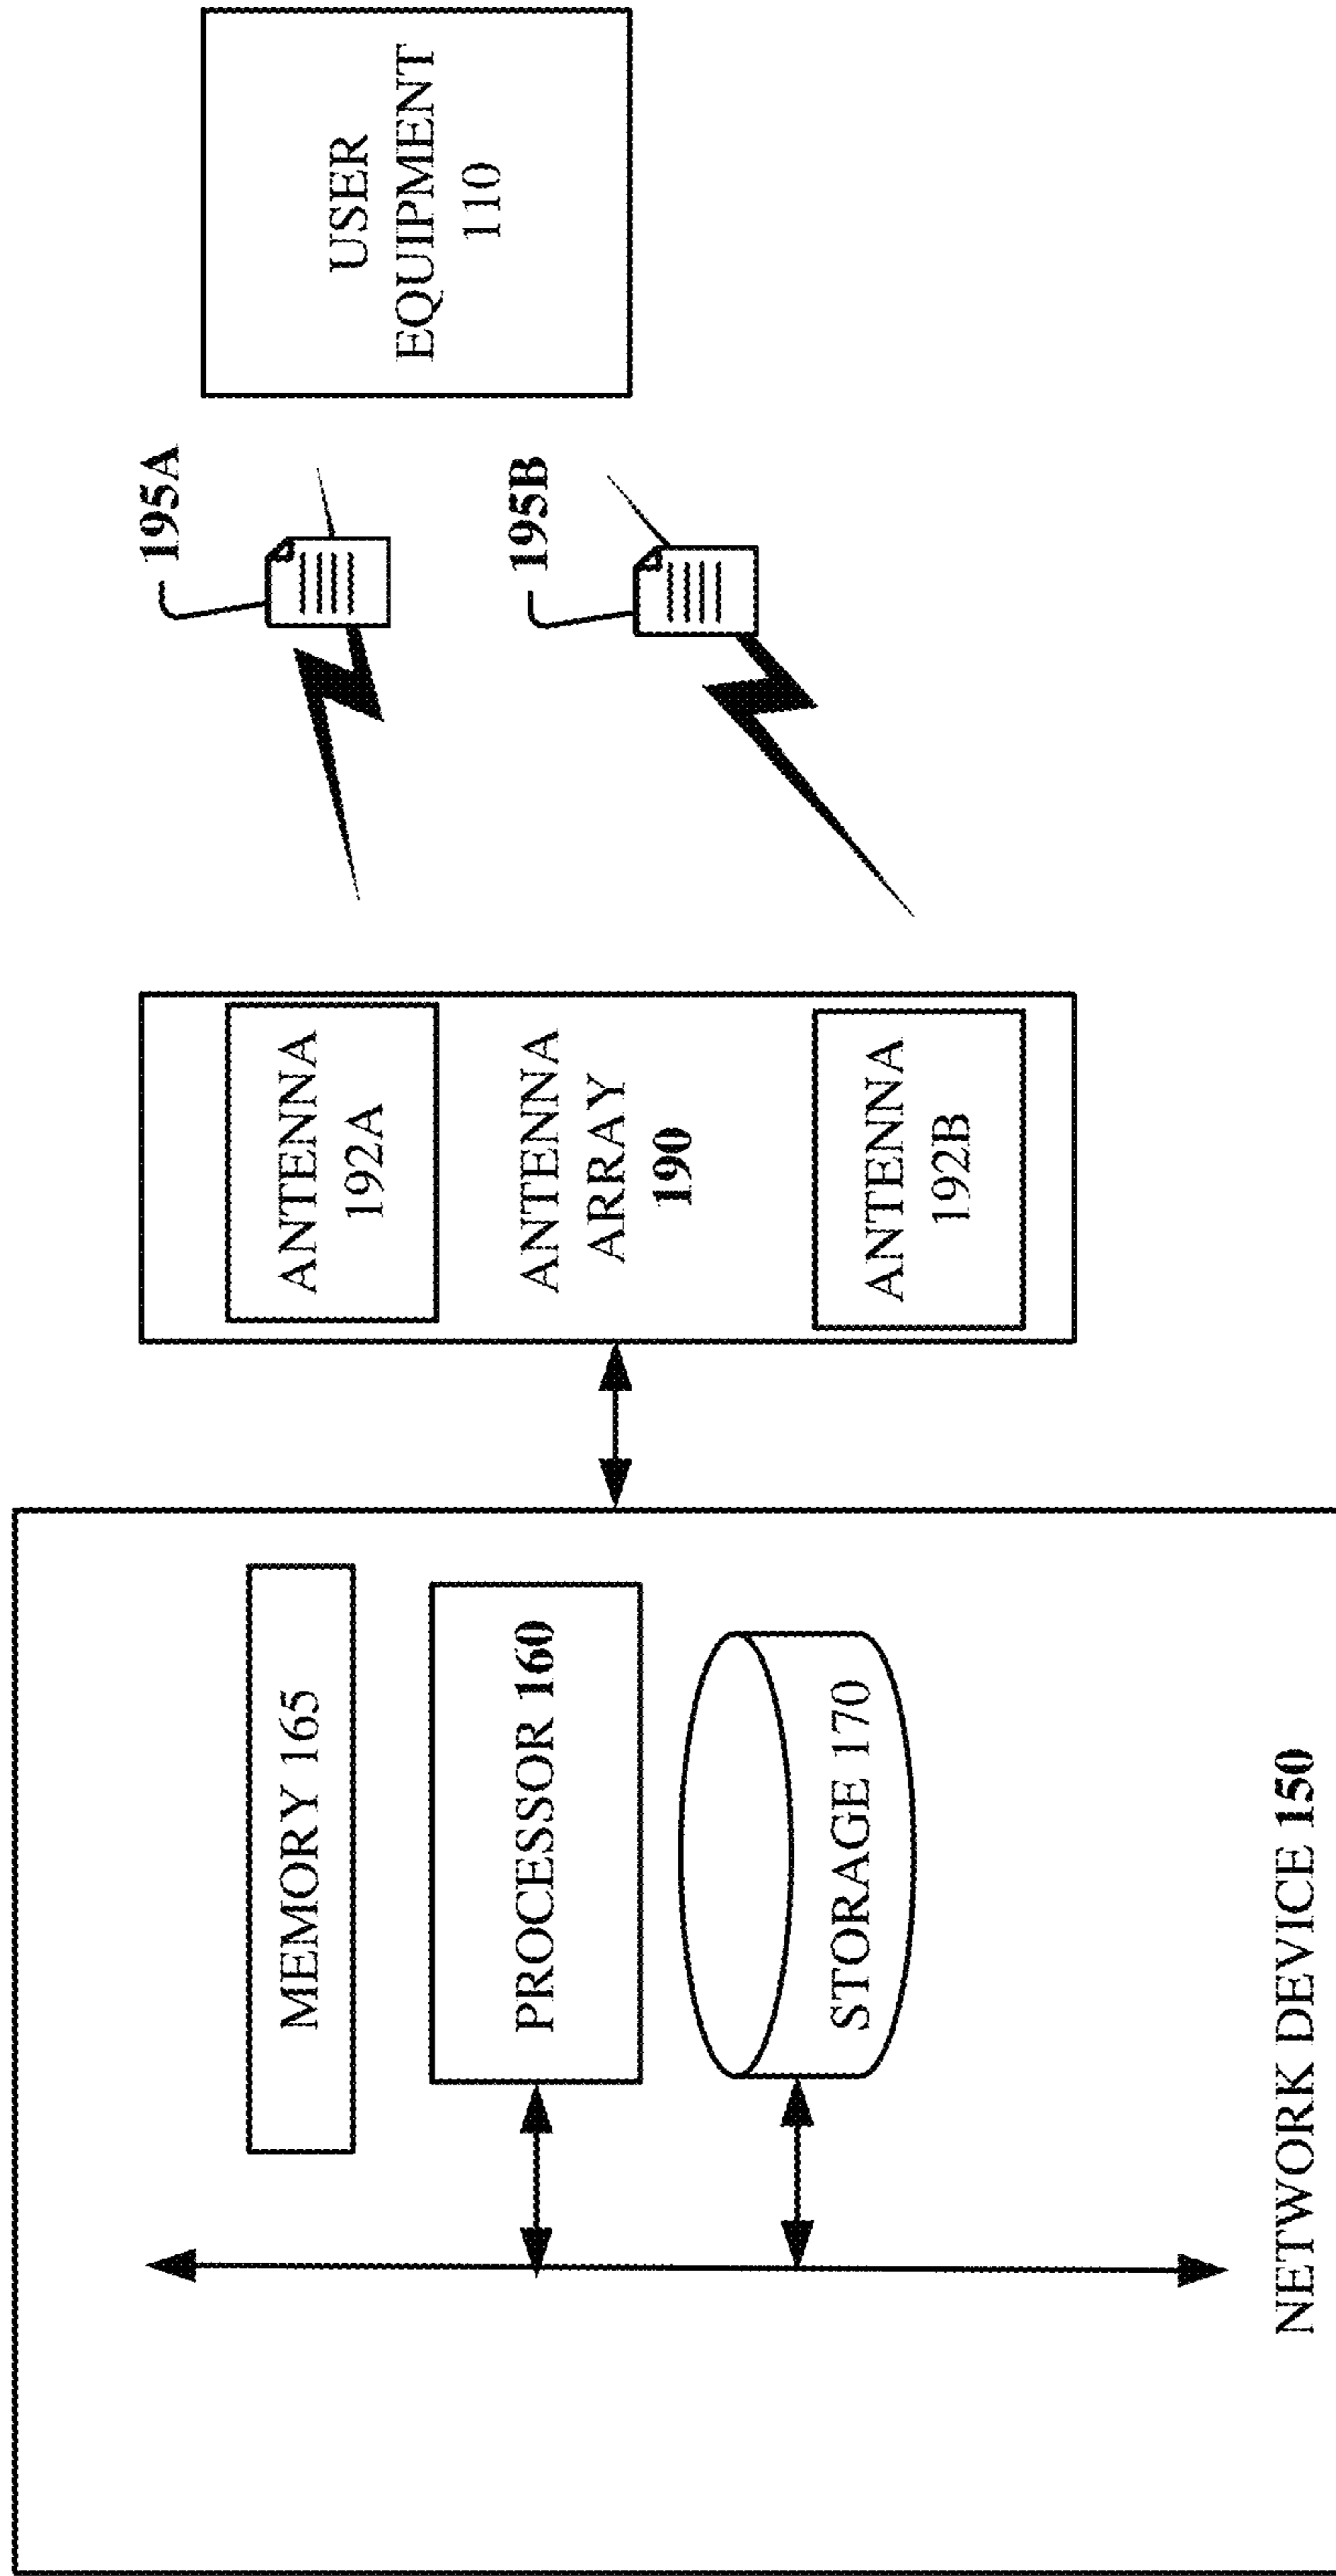 MEMORY 165
PROCESSOR 160
STORAGE 170
NETWORK DEVICE 150
ANTENNA
192A
ANTENNA
ARRAY
190
ANTENNA
192B
195A
195B
USER
EQUIPMENT
110